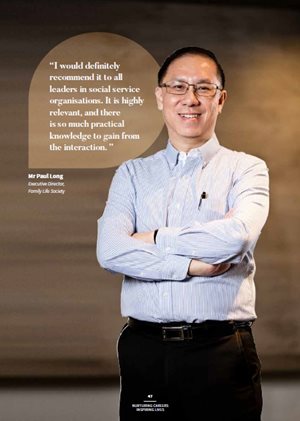 “I would definitely
recommend it to all
leaders in social service
organisations. It is highly
relevant, and there
is so much practical
knowledge to gain from
the interaction. ”
Mr Paul Long
Executive Director,
Family Life Society
47
NURTURING CAREERS
INSPIRING LIVES